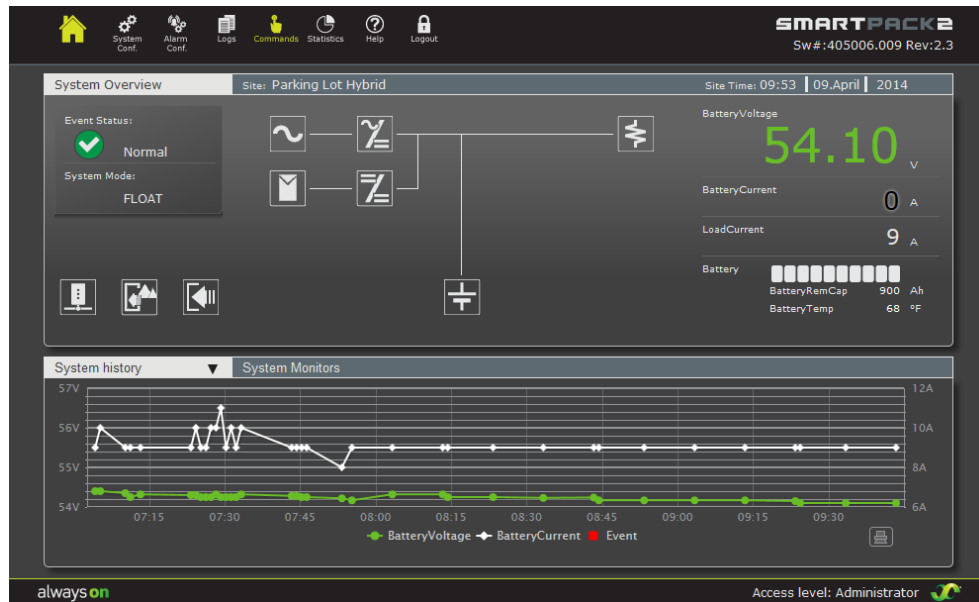 System Conf.
Alarm Conf.
Logs
Commands
Statistics
Help
Logout
SMARTPACK2
Sw#:405006.009 Rev:2.3
System Overview
Site: Parking Lot Hybrid
Site Time: 09:53 | 09.April | 2014
Event Status:
Normal
System Mode:
FLOAT
BatteryVoltage
54.10 V
BatteryCurrent
0 A
LoadCurrent
9 A
Battery
BatteryRemCap 900 Ah
BatteryTemp 68 °F
System history ▼
System Monitors
57V
56V
55V
54V
12A
10A
8A
6A
07:15 07:30 07:45 08:00 08:15 08:30 08:45 09:00 09:15 09:30
BatteryVoltage BatteryCurrent Event
alwayson
Access level: Administrator